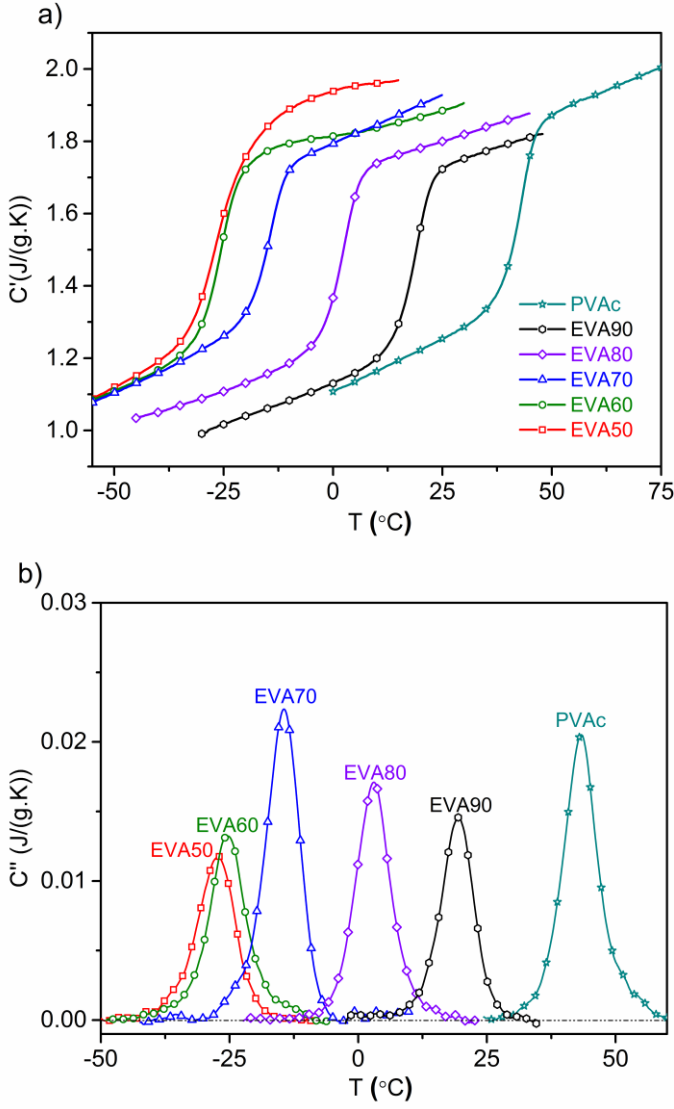 a)
2.0
1.8
1.6
1.4
1.2
1.0
C'(J/(g.K))
PVAc
EVA90
EVA80
EVA70
EVA60
EVA50
-50 -25 0 25 50 75
T (°C)
b)
0.03
0.02
0.01
0.00
C'' (J/(g.K))
EVA70
PVAc
EVA80
EVA90
EVA60
EVA50
-50 -25 0 25 50
T (°C)